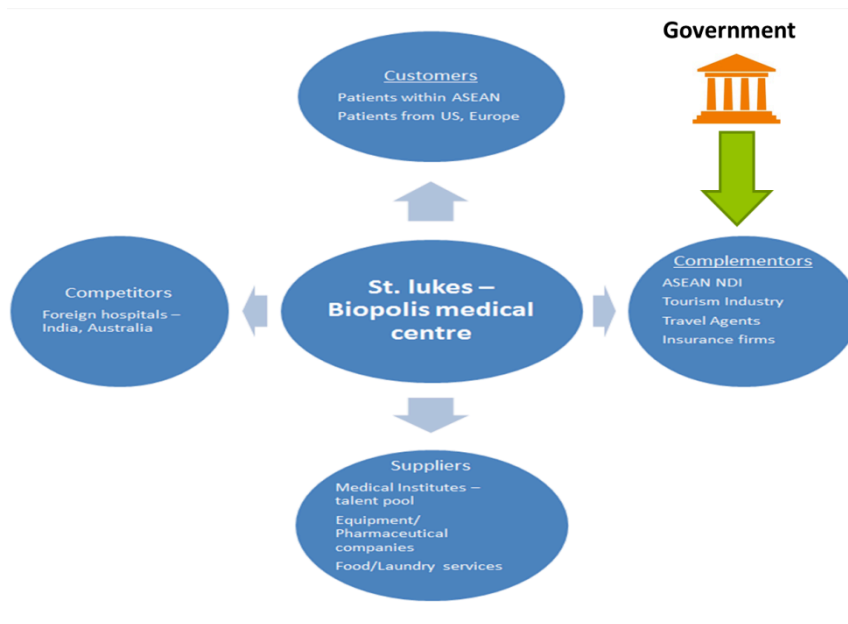 Government
Customers
Patients within ASEAN
Patients from US, Europe
Competitors
Foreign hospitals –
India, Australia
St. lukes –
Biopolis medical
centre
Complementors
ASEAN NDI
Tourism Industry
Travel Agents
Insurance firms
Suppliers
Medical Institutes –
talent pool
Equipment/
Pharmaceutical
companies
Food/Laundry services